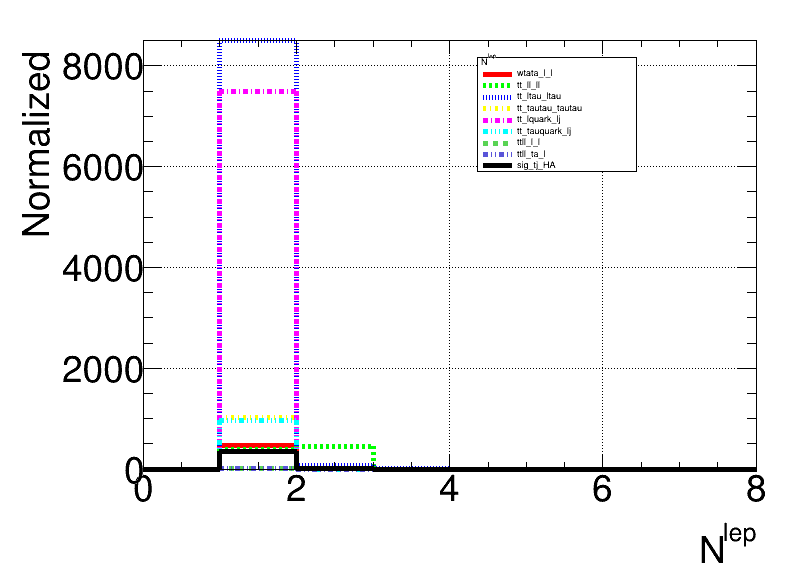 Normalized
8000
6000
4000
2000
0
0 2 4 6 8
N^lep
N^lep
wtata_l_l
tt_ll_ll
tt_ltau_ltau
tt_tautau_tautau
tt_lquark_lj
tt_tauquark_lj
ttll_l_l
ttll_ta_l
sig_tj_HA